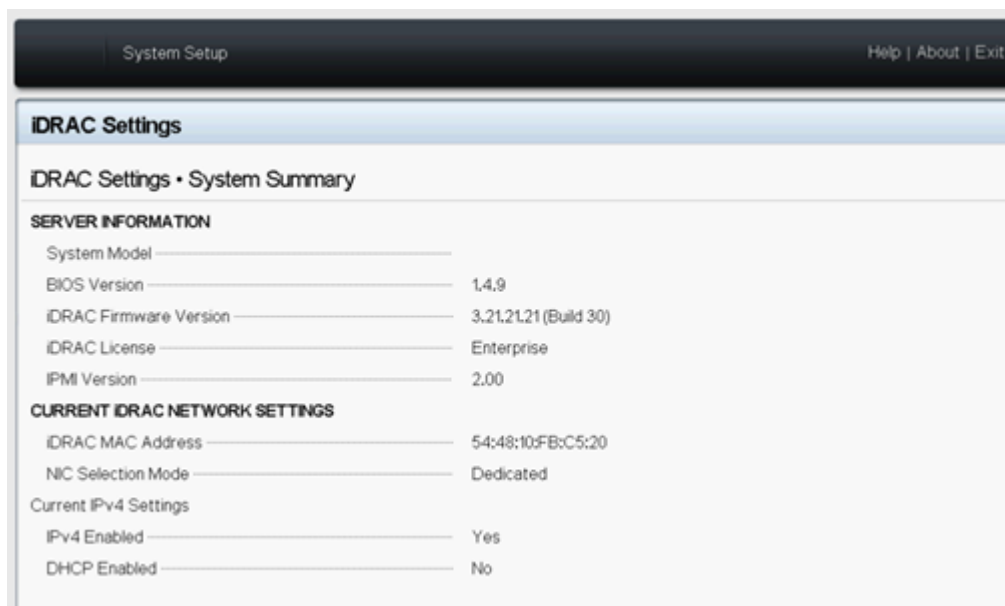 System Setup
Help | About | Exit
iDRAC Settings
iDRAC Settings • System Summary
SERVER INFORMATION
System Model
BIOS Version 1.4.9
iDRAC Firmware Version 3.21.21.21 (Build 30)
iDRAC License Enterprise
IPMI Version 2.00
CURRENT iDRAC NETWORK SETTINGS
iDRAC MAC Address 54:48:10:FB:C5:20
NIC Selection Mode Dedicated
Current IPv4 Settings
IPv4 Enabled Yes
DHCP Enabled No